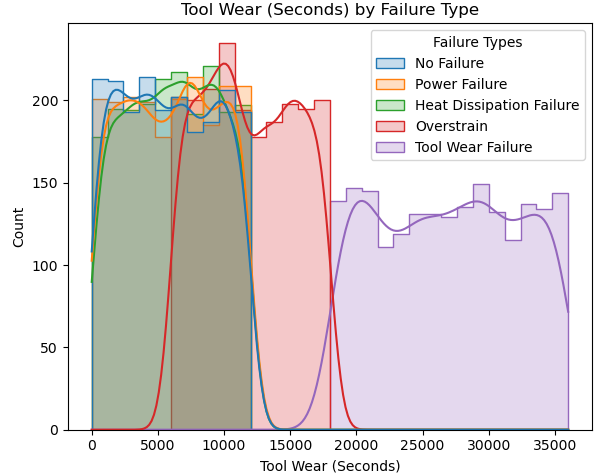 Tool Wear (Seconds) by Failure Type
Failure Types
No Failure
Power Failure
Heat Dissipation Failure
Overstrain
Tool Wear Failure
Count
200
150
100
50
0
0 5000 10000 15000 20000 25000 30000 35000
Tool Wear (Seconds)